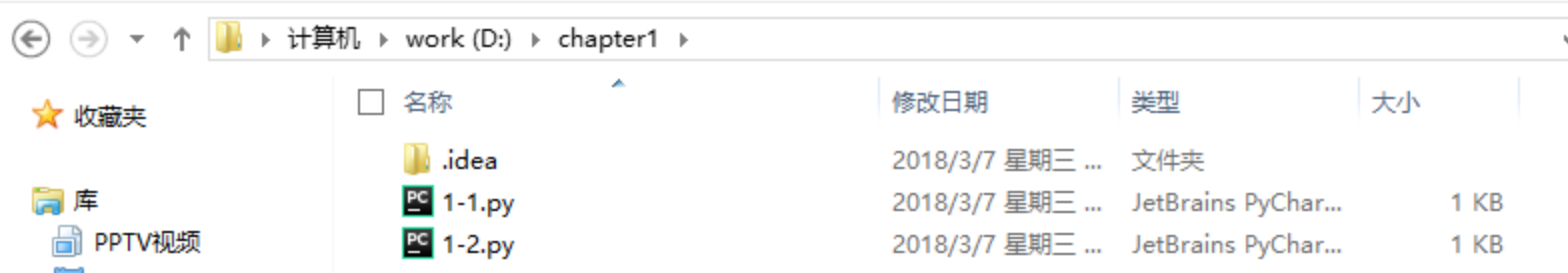 计算机 work (D:) chapter1
名称 修改日期 类型 大小
收藏夹
.idea 2018/3/7 星期三 ... 文件夹
库
PC 1-1.py 2018/3/7 星期三 ... JetBrains PyChar... 1 KB
PPTV视频
PC 1-2.py 2018/3/7 星期三 ... JetBrains PyChar... 1 KB